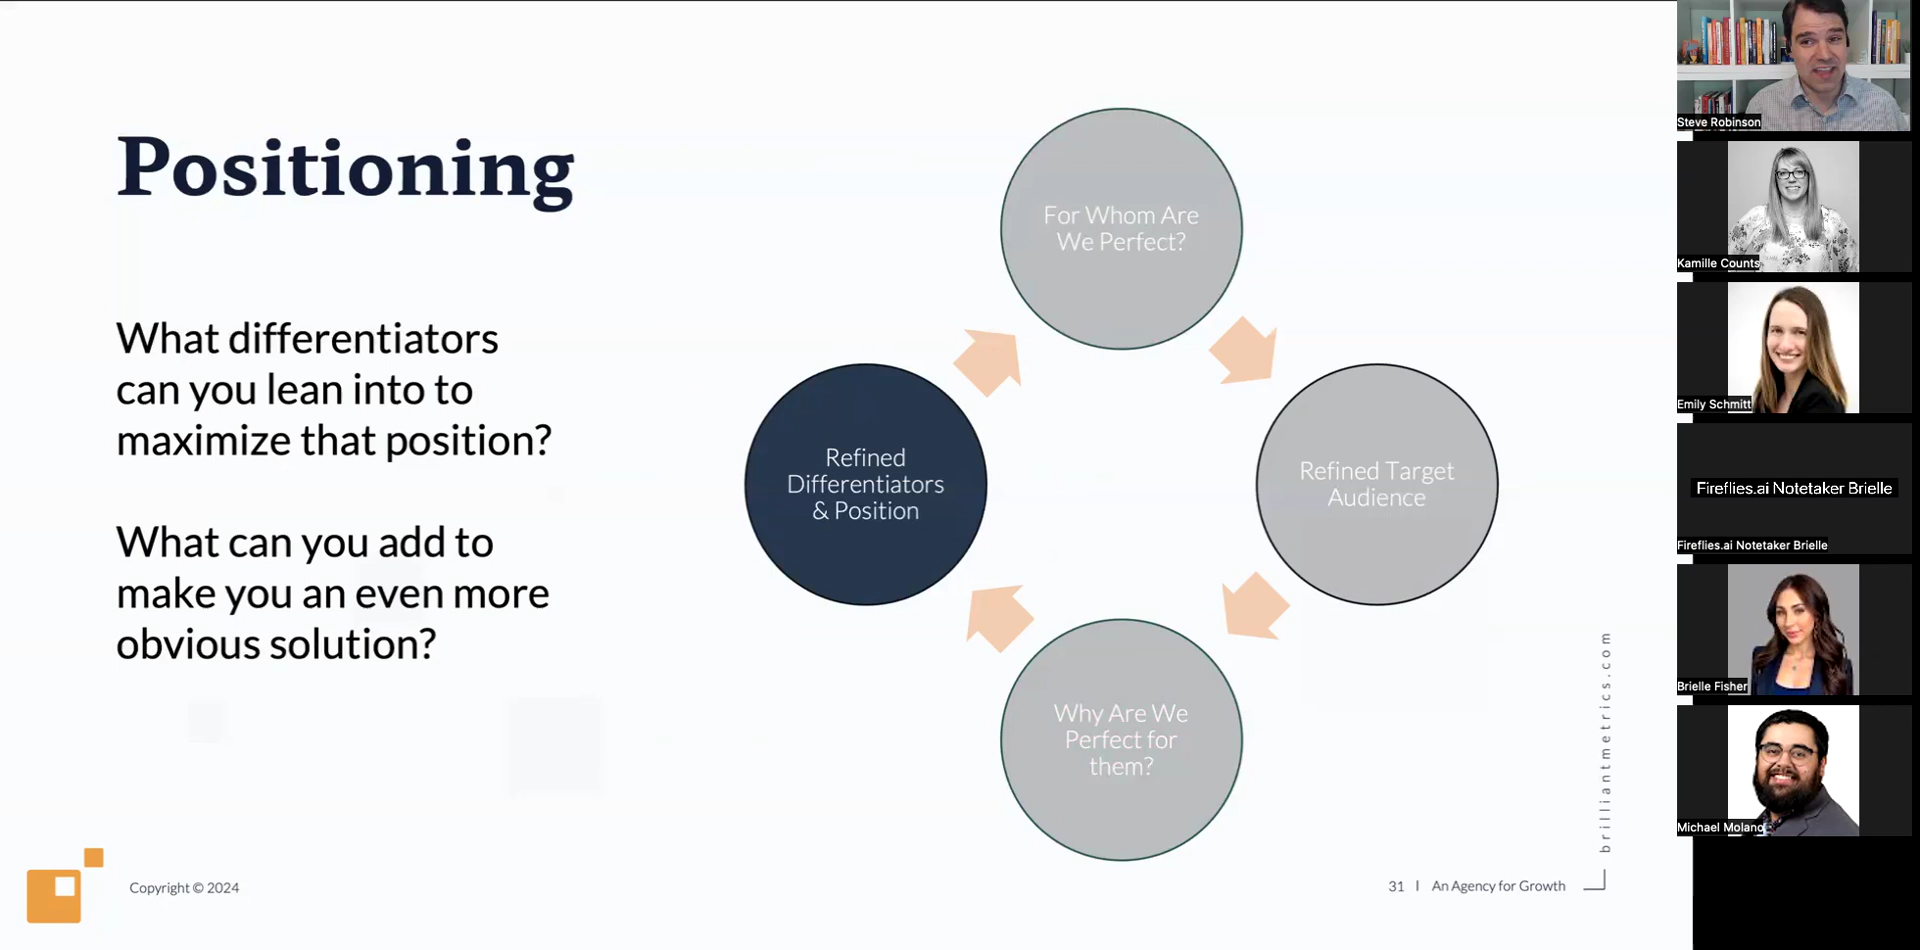 Positioning
What differentiators
can you lean into to
maximize that position?
What can you add to
make you an even more
obvious solution?
For Whom Are
We Perfect?
Refined Target
Audience
Why Are We
Perfect for
them?
Refined
Differentiators
& Position
brilliantmetrics.com
Copyright © 2024
31 | An Agency for Growth
Steve Robinson
Kamille Counts
Emily Schmitt
Fireflies.ai Notetaker Brielle
Fireflies.ai Notetaker Brielle
Brielle Fisher
Michael Molano